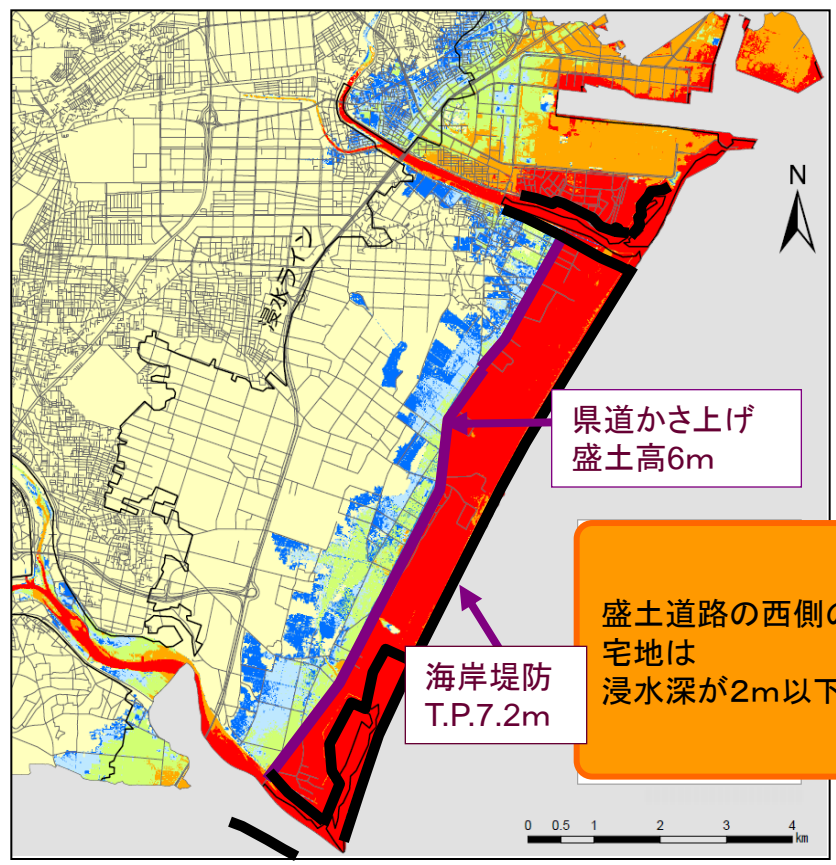 N
浸水ライン
県道かさ上げ
盛土高6m
盛土道路の西側の
宅地は
浸水深が2m以下
海岸堤防
T.P.7.2m
0 0.5 1 2 3 4
km